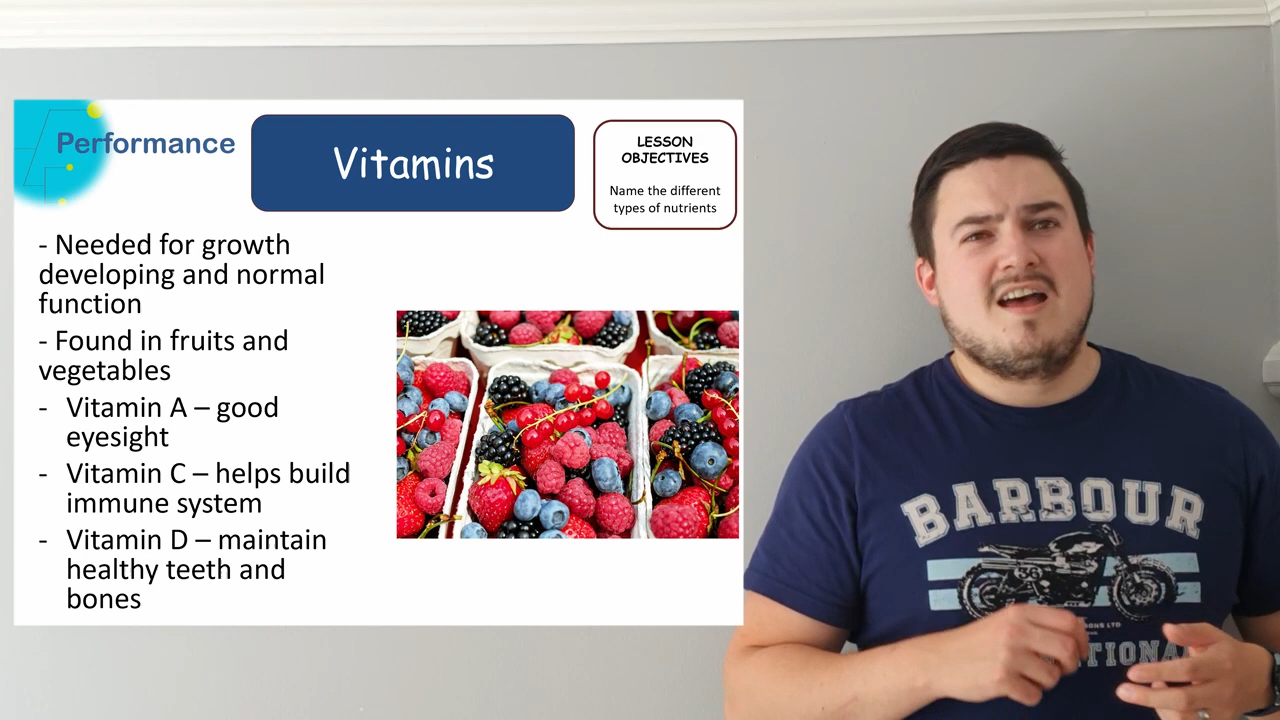 Performance
Vitamins
LESSON
OBJECTIVES
Name the different
types of nutrients
- Needed for growth
developing and normal
function
- Found in fruits and
vegetables
- Vitamin A – good
eyesight
- Vitamin C – helps build
immune system
- Vitamin D – maintain
healthy teeth and
bones
BARBOUR
36